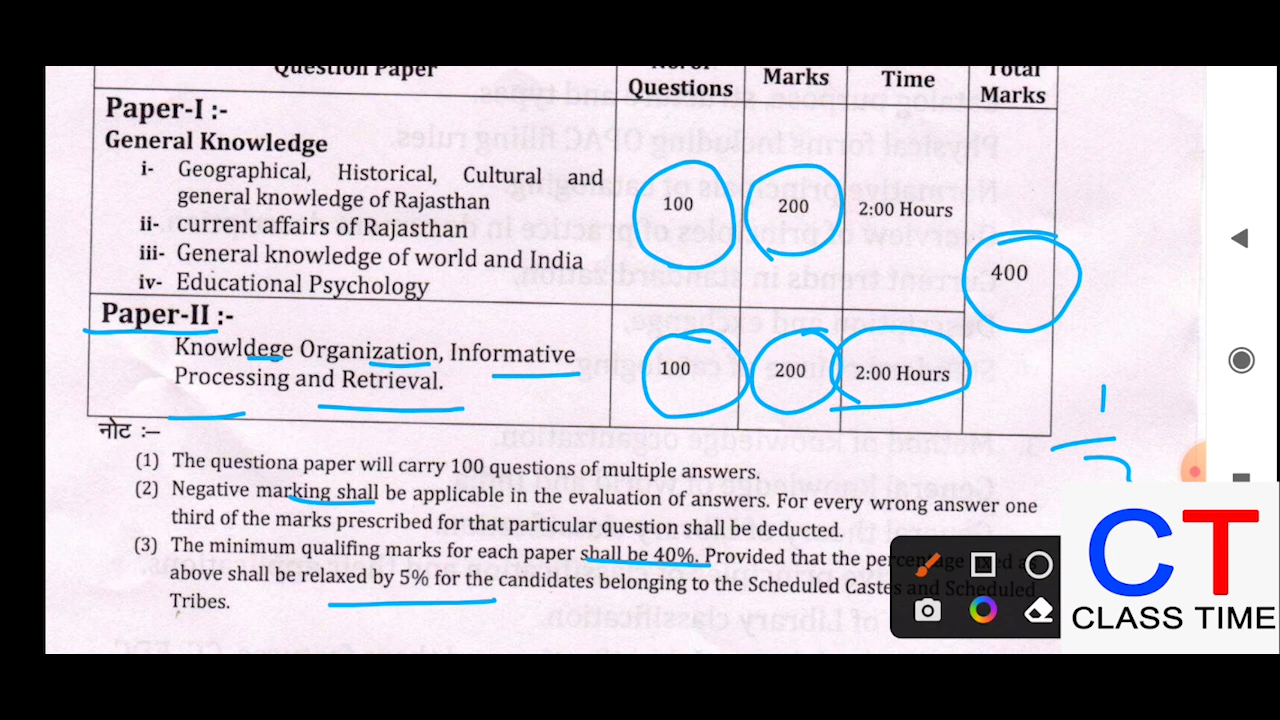 Question Paper
No. of
Questions
Marks
Time
Total
Marks
Paper-I :-
General Knowledge
i- Geographical, Historical, Cultural and
general knowledge of Rajasthan
ii- current affairs of Rajasthan
iii- General knowledge of world and India
iv- Educational Psychology
100
200
2:00 Hours
400
Paper-II :-
Knowldege Organization, Informative
Processing and Retrieval.
100
200
2:00 Hours
नोट :–
(1) The questiona paper will carry 100 questions of multiple answers.
(2) Negative marking shall be applicable in the evaluation of answers. For every wrong answer one
third of the marks prescribed for that particular question shall be deducted.
(3) The minimum qualifing marks for each paper shall be 40%. Provided that the percentage fixed as
above shall be relaxed by 5% for the candidates belonging to the Scheduled Castes and Scheduled
Tribes.
1
CT
CLASS TIME